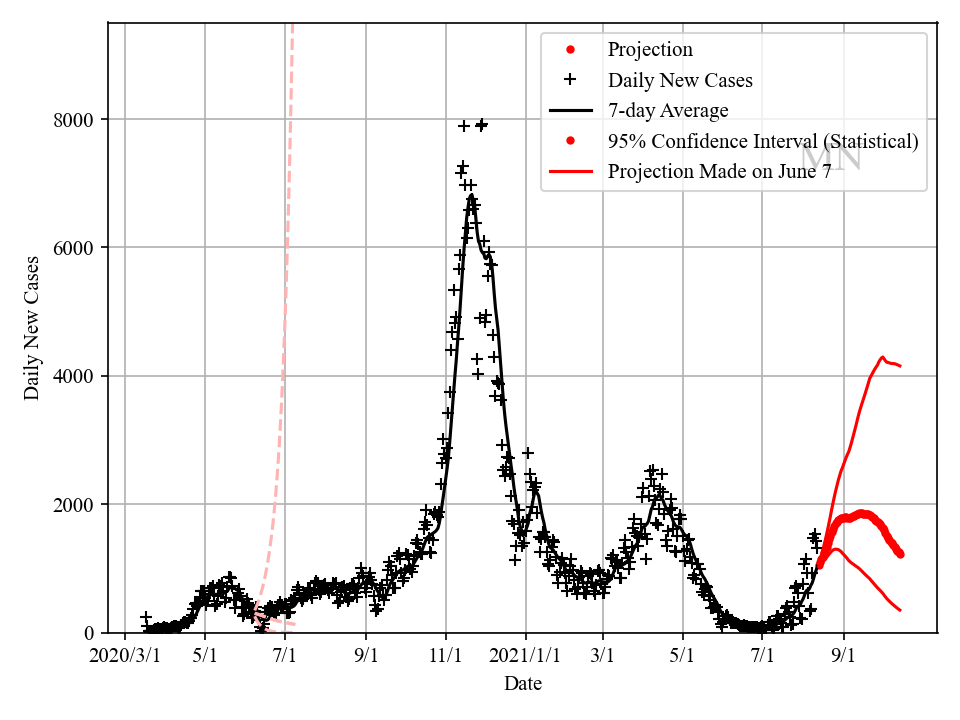 Projection
Daily New Cases
7-day Average
95% Confidence Interval (Statistical)
Projection Made on June 7
MN
8000
6000
4000
2000
0
Daily New Cases
2020/3/1 5/1 7/1 9/1 11/1 2021/1/1 3/1 5/1 7/1 9/1
Date